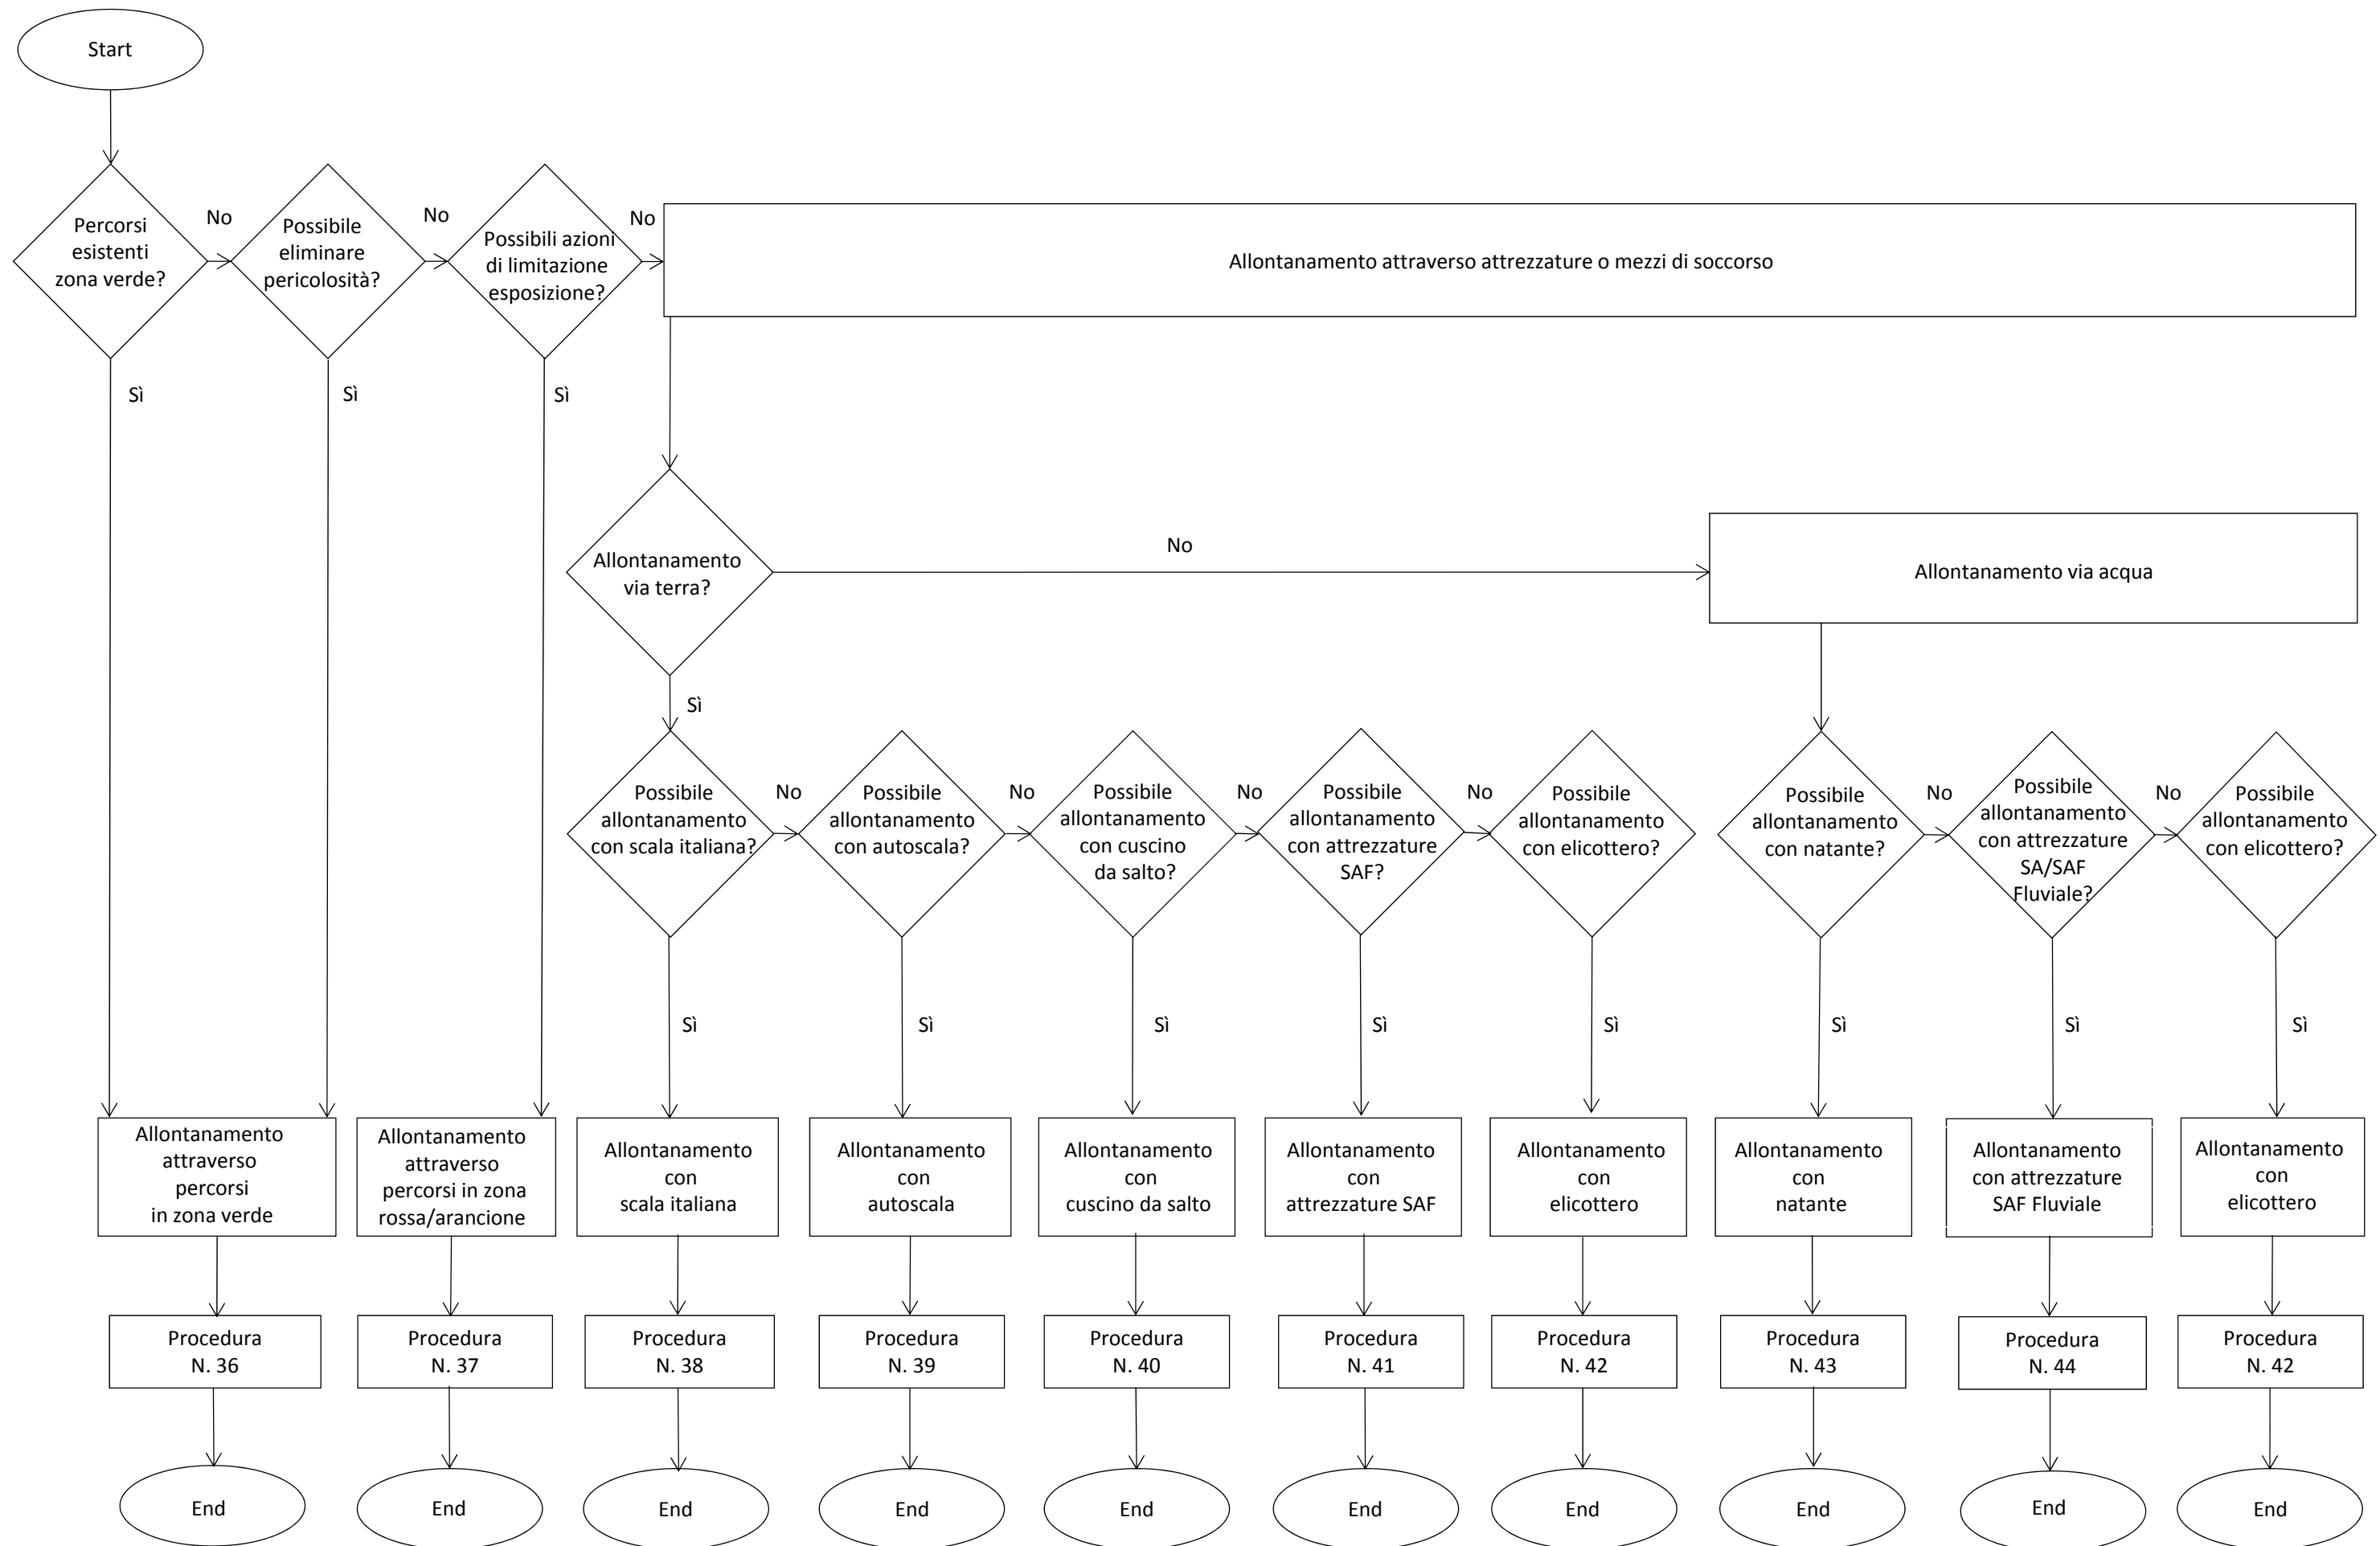 Start
Percorsi
esistenti
zona verde?
No
Possibile
eliminare
pericolosità?
No
Possibili azioni
di limitazione
esposizione?
No
Allontanamento attraverso attrezzature o mezzi di soccorso
Sì
Sì
Sì
Allontanamento
via terra?
No
Allontanamento via acqua
Sì
Possibile
allontanamento
con scala italiana?
No
Possibile
allontanamento
con autoscala?
No
Possibile
allontanamento
con cuscino
da salto?
No
Possibile
allontanamento
con attrezzature
SAF?
No
Possibile
allontanamento
con elicottero?
Possibile
allontanamento
con natante?
No
Possibile
allontanamento
con attrezzature
SA/SAF
Fluviale?
No
Possibile
allontanamento
con elicottero?
Sì
Sì
Sì
Sì
Sì
Sì
Sì
Sì
Allontanamento
attraverso
percorsi
in zona verde
Allontanamento
attraverso
percorsi in zona
rossa/arancione
Allontanamento
con
scala italiana
Allontanamento
con
autoscala
Allontanamento
con
cuscino da salto
Allontanamento
con
attrezzature SAF
Allontanamento
con
elicottero
Allontanamento
con
natante
Allontanamento
con attrezzature
SAF Fluviale
Allontanamento
con
elicottero
Procedura
N. 36
Procedura
N. 37
Procedura
N. 38
Procedura
N. 39
Procedura
N. 40
Procedura
N. 41
Procedura
N. 42
Procedura
N. 43
Procedura
N. 44
Procedura
N. 42
End
End
End
End
End
End
End
End
End
End